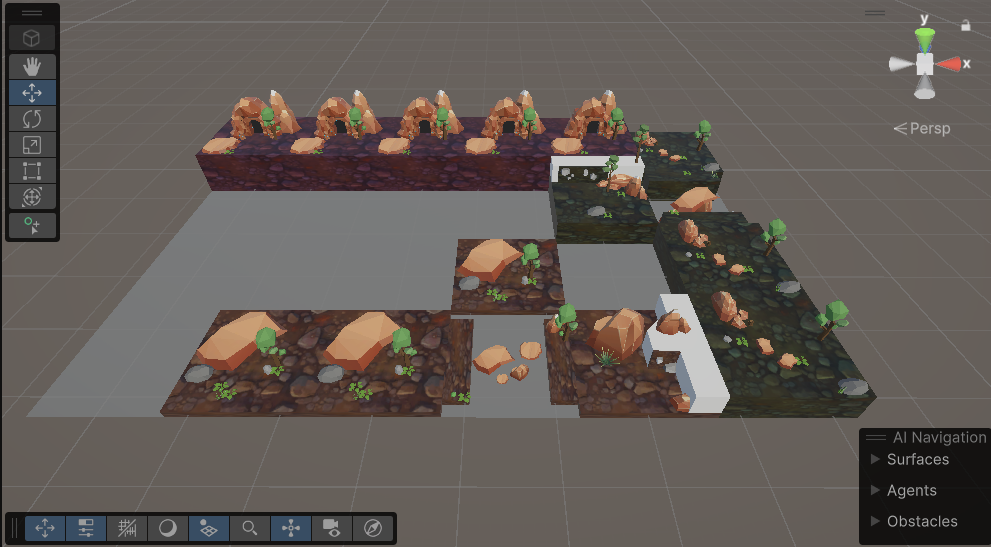 y
x
Persp
AI Navigation
Surfaces
Agents
Obstacles